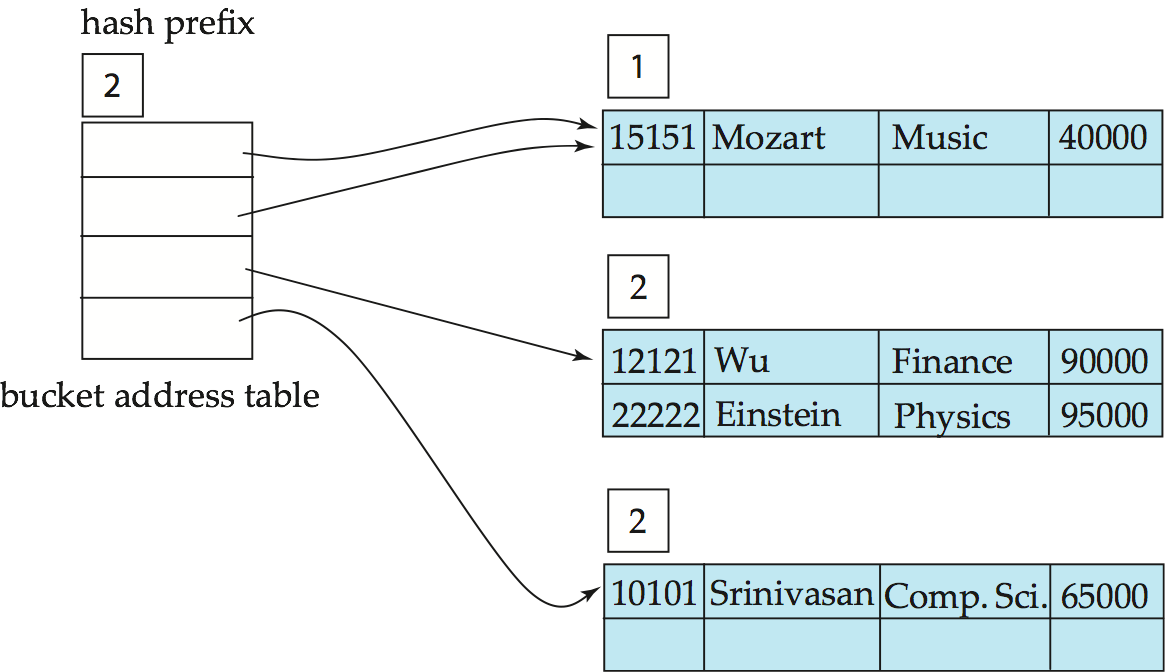 hash prefix
2
bucket address table
1
15151 Mozart Music 40000
2
12121 Wu Finance 90000
22222 Einstein Physics 95000
2
10101 Srinivasan Comp. Sci. 65000